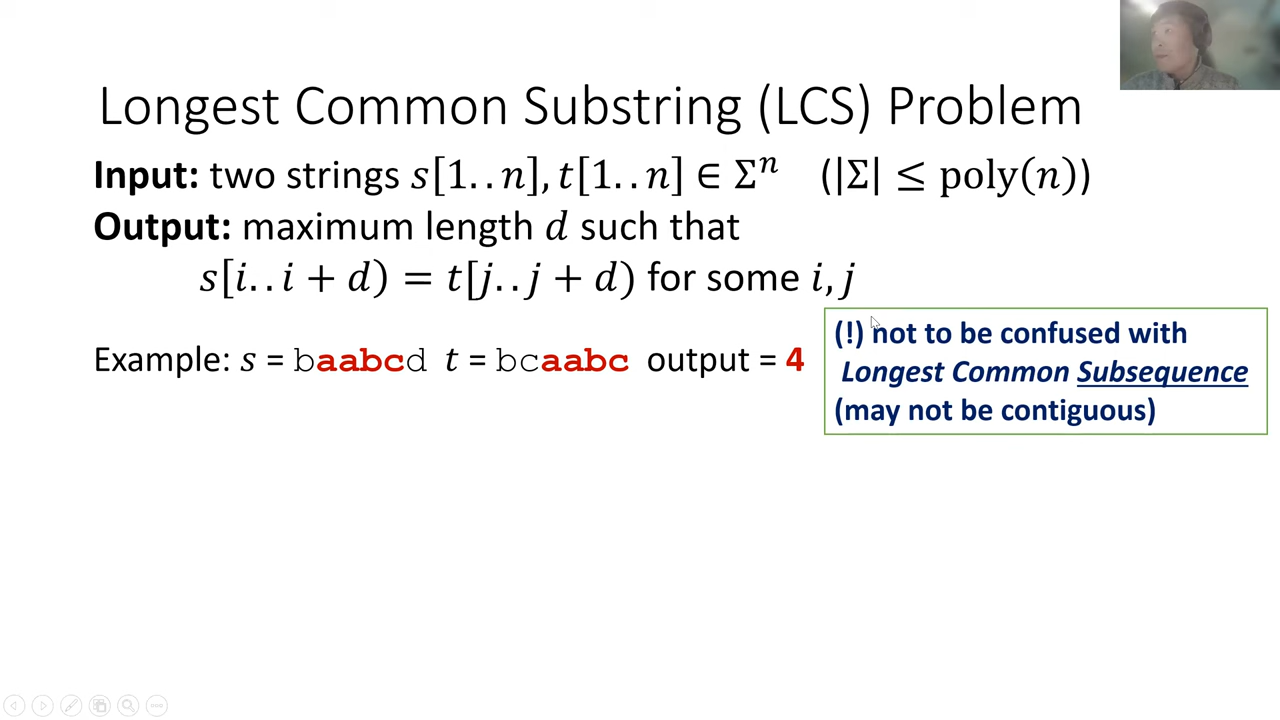 Longest Common Substring (LCS) Problem
Input: two strings s[1..n], t[1..n] ∈ Σⁿ (|Σ| ≤ poly(n))
Output: maximum length d such that
s[i..i + d) = t[j..j + d) for some i, j
Example: s = baabcd t = bcaabc output = 4
(!) not to be confused with
Longest Common Subsequence
(may not be contiguous)